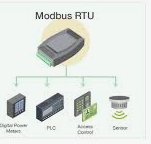 Modbus RTU
Digital Power
Meters
PLC
Access
Control
Sensor